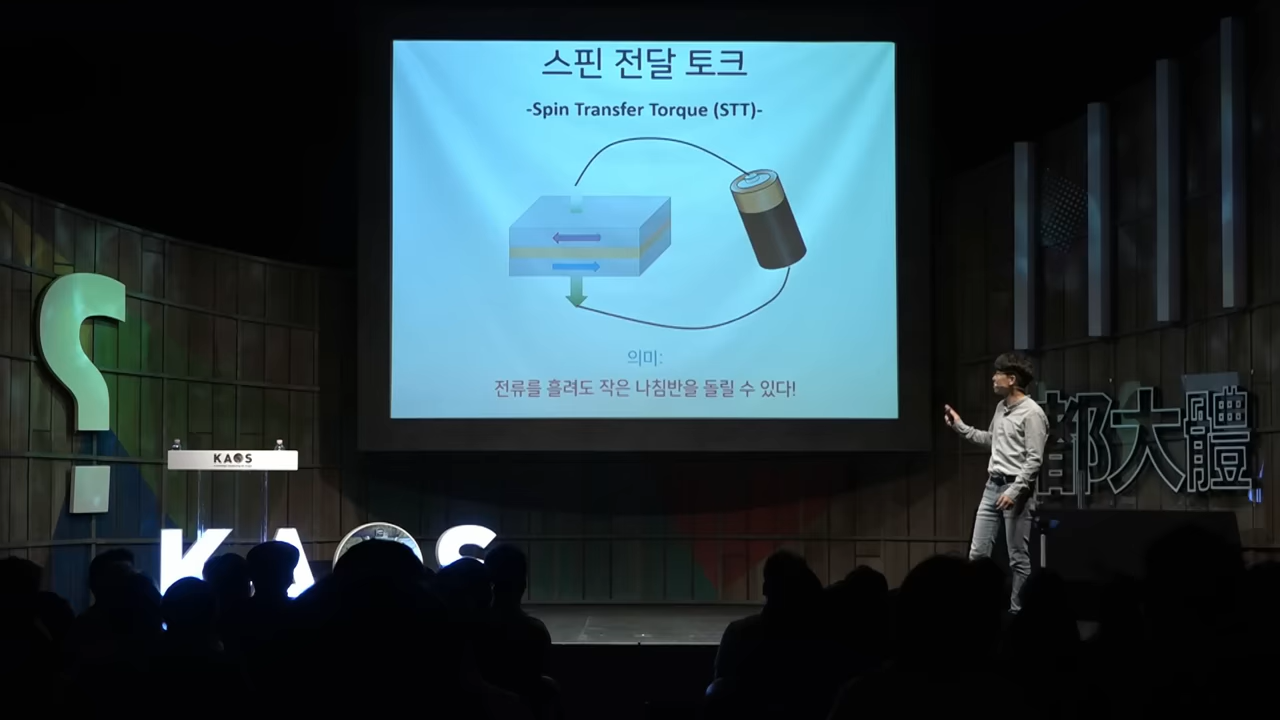 스핀 전달 토크
-Spin Transfer Torque (STT)-
의미:
전류를 흘려도 작은 나침반을 돌릴 수 있다!
KAOS
KAOS
都大體